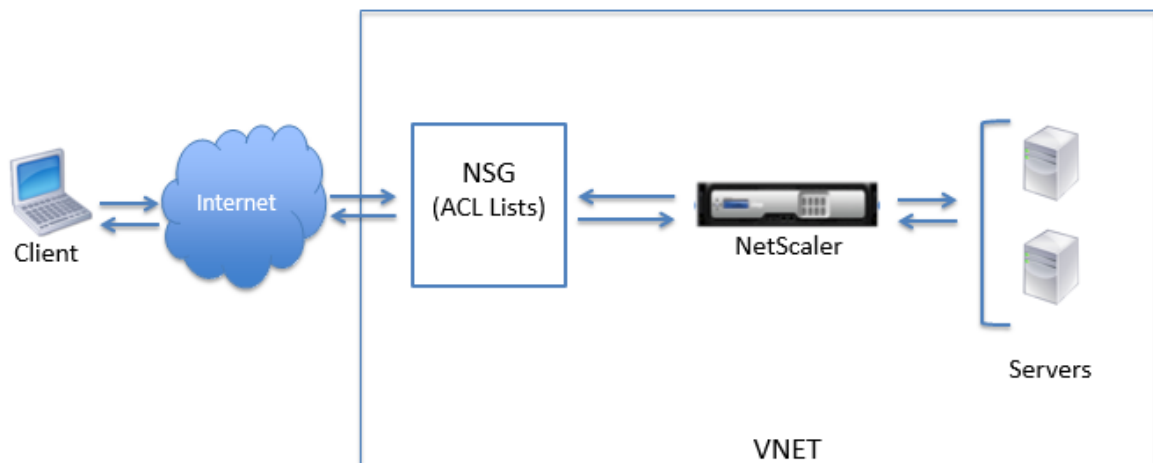 Client
Internet
NSG
(ACL Lists)
NetScaler
Servers
VNET